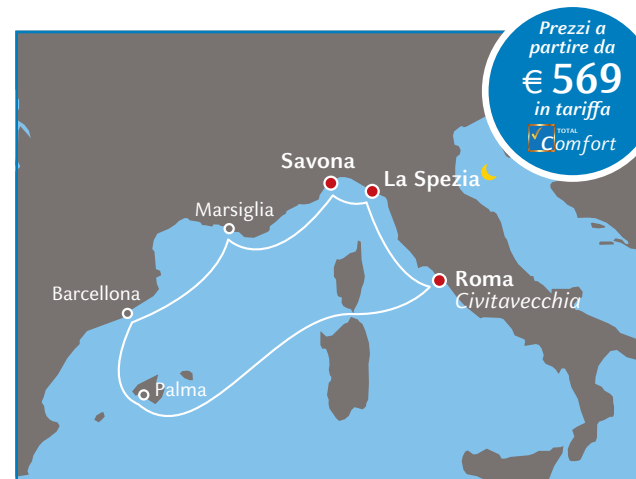 Prezzi a
partire da
€ 569
in tariffa
TOTAL
Comfort
Savona
La Spezia
Marsiglia
Roma
Civitavecchia
Barcellona
Palma